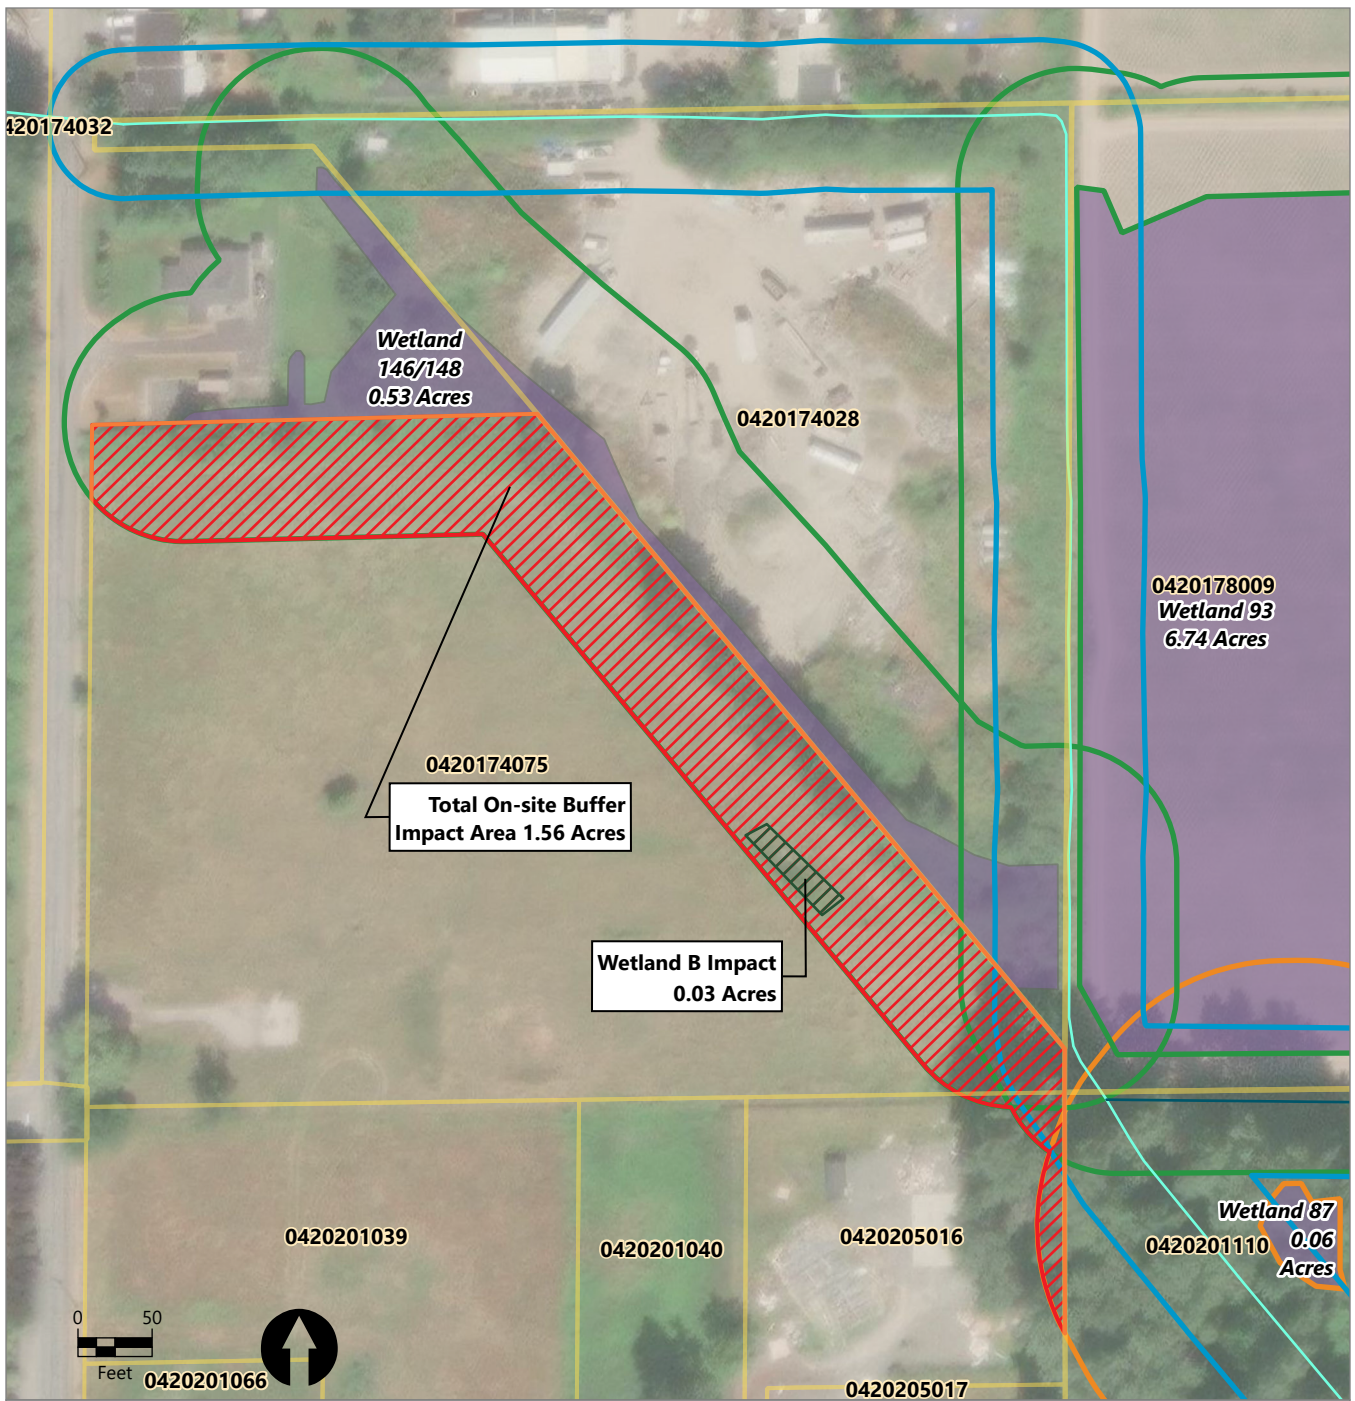 420174032
Wetland
146/148
0.53 Acres
0420174028
0420178009
Wetland 93
6.74 Acres
0420174075
Total On-site Buffer
Impact Area 1.56 Acres
Wetland B Impact
0.03 Acres
Wetland 87
0.06
Acres
0420201039
0420201040
0420205016
0420201110
0 50
Feet
0420201066
0420205017